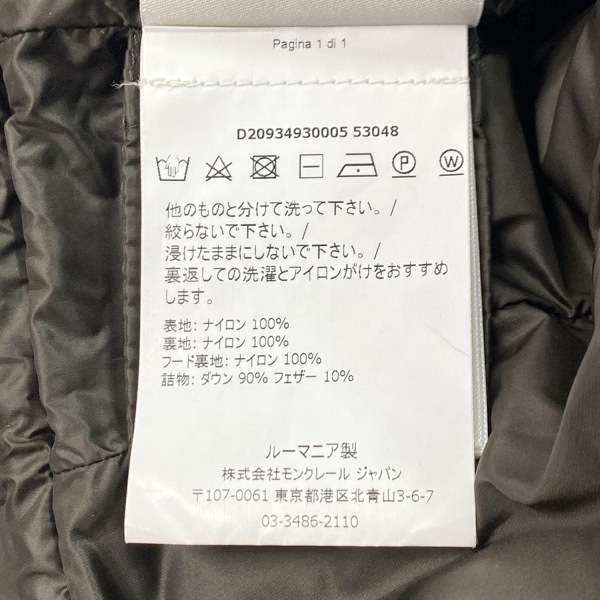 Pagina 1 di 1
D20934930005 53048
P W
他のものと分けて洗って下さい。/
絞らないで下さい。/
浸けたままにしないで下さい。/
裏返しての洗濯とアイロンがけをおすすめ
します。
表地: ナイロン 100%
裏地: ナイロン 100%
フード裏地: ナイロン 100%
詰物: ダウン 90% フェザー 10%
ルーマニア製
株式会社モンクレール ジャパン
〒107-0061 東京都港区北青山3-6-7
03-3486-2110